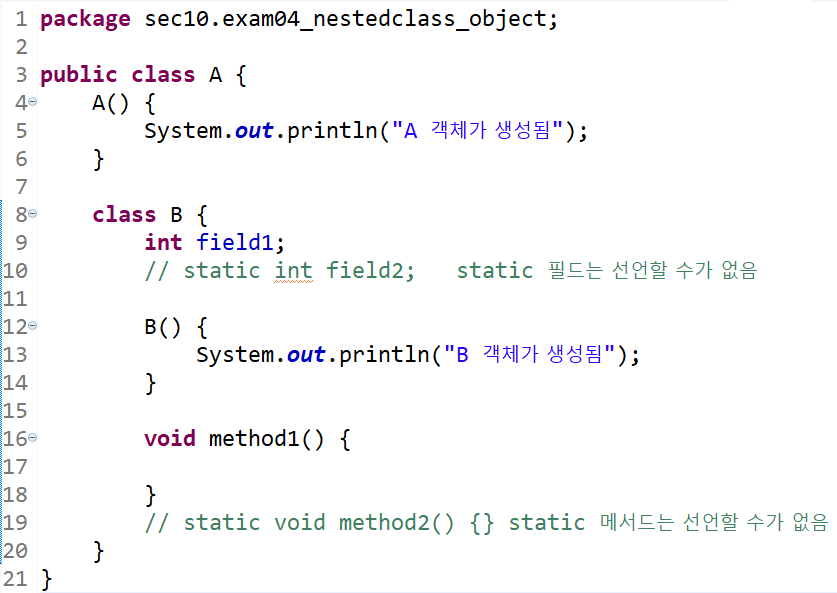 1 package sec10.exam04_nestedclass_object;
2
3 public class A {
4     A() {
5         System.out.println("A 객체가 생성됨");
6     }
7
8     class B {
9         int field1;
10         // static int field2;   static 필드는 선언할 수가 없음
11
12         B() {
13             System.out.println("B 객체가 생성됨");
14         }
15
16         void method1() {
17
18         }
19         // static void method2() {} static 메서드는 선언할 수가 없음
20     }
21 }